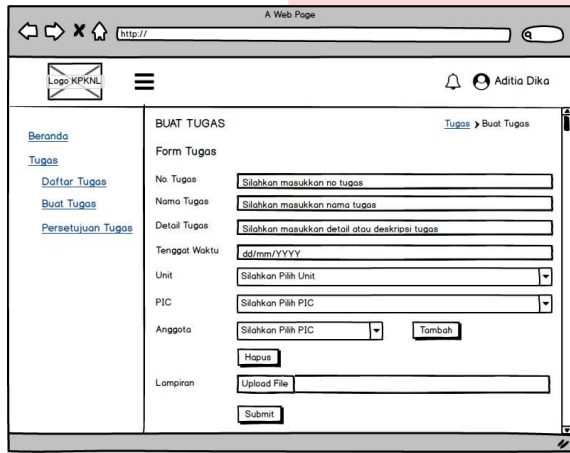 A Web Page
http://
Logo KPKNL
Aditia Dika
Beranda
Tugas
Daftar Tugas
Buat Tugas
Persetujuan Tugas
BUAT TUGAS
Tugas > Buat Tugas
Form Tugas
No. Tugas Silahkan masukkan no tugas
Nama Tugas Silahkan masukkan nama tugas
Detail Tugas Silahkan masukkan detail atau deskripsi tugas
Tenggat Waktu dd/mm/YYYY
Unit Silahkan Pilih Unit
PIC Silahkan Pilih PIC
Anggota Silahkan Pilih PIC Tambah
Hapus
Lampiran Upload File
Submit